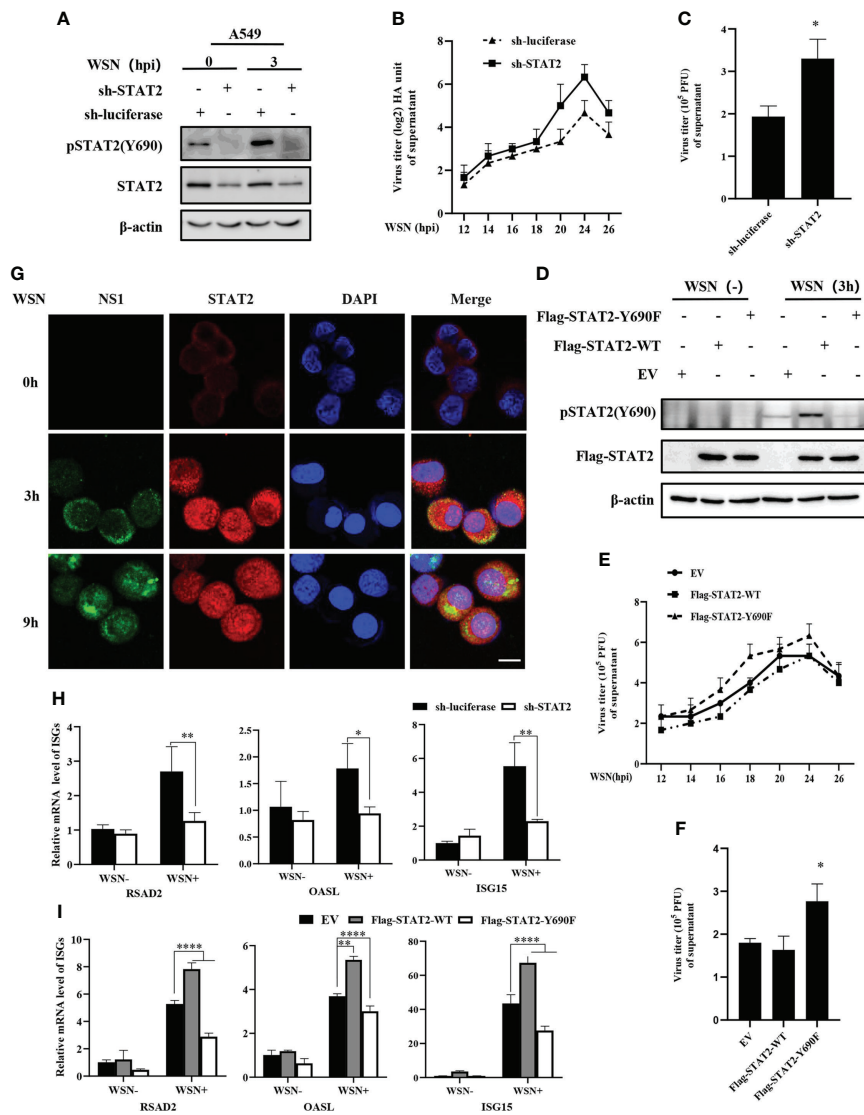 A
A549
WSN (hpi) 0 3
sh-STAT2 - + - +
sh-luciferase + - + -
pSTAT2(Y690)
STAT2
β-actin
B
sh-luciferase
sh-STAT2
Virus titer (log2) HA unit
of supernatant
8
6
4
2
0
WSN (hpi) 12 14 16 18 20 24 26
C
*
Virus titer (10⁵ PFU)
of supernatant
4
3
2
1
0
sh-luciferase
sh-STAT2
G
WSN NS1 STAT2 DAPI Merge
0h
3h
9h
D
WSN (-) WSN (3h)
Flag-STAT2-Y690F - - + - - +
Flag-STAT2-WT - + - - + -
EV + - - + - -
pSTAT2(Y690)
Flag-STAT2
β-actin
E
EV
Flag-STAT2-WT
Flag-STAT2-Y690F
Virus titer (10⁵ PFU)
of supernatant
8
6
4
2
0
WSN(hpi) 12 14 16 18 20 24 26
H
sh-luciferase sh-STAT2
Relative mRNA level of ISGs
4
3
2
1
0
**
WSN- WSN+
RSAD2
2.5
2.0
1.5
1.0
0.5
0.0
*
WSN- WSN+
OASL
8
6
4
2
0
**
WSN- WSN+
ISG15
I
EV Flag-STAT2-WT Flag-STAT2-Y690F
Relative mRNA level of ISGs
10
8
6
4
2
0
****
WSN- WSN+
RSAD2
6
4
2
0
****
**
WSN- WSN+
OASL
80
60
40
20
0
****
WSN- WSN+
ISG15
F
*
Virus titer (10⁵ PFU)
of supernatant
4
3
2
1
0
EV
Flag-STAT2-WT
Flag-STAT2-Y690F